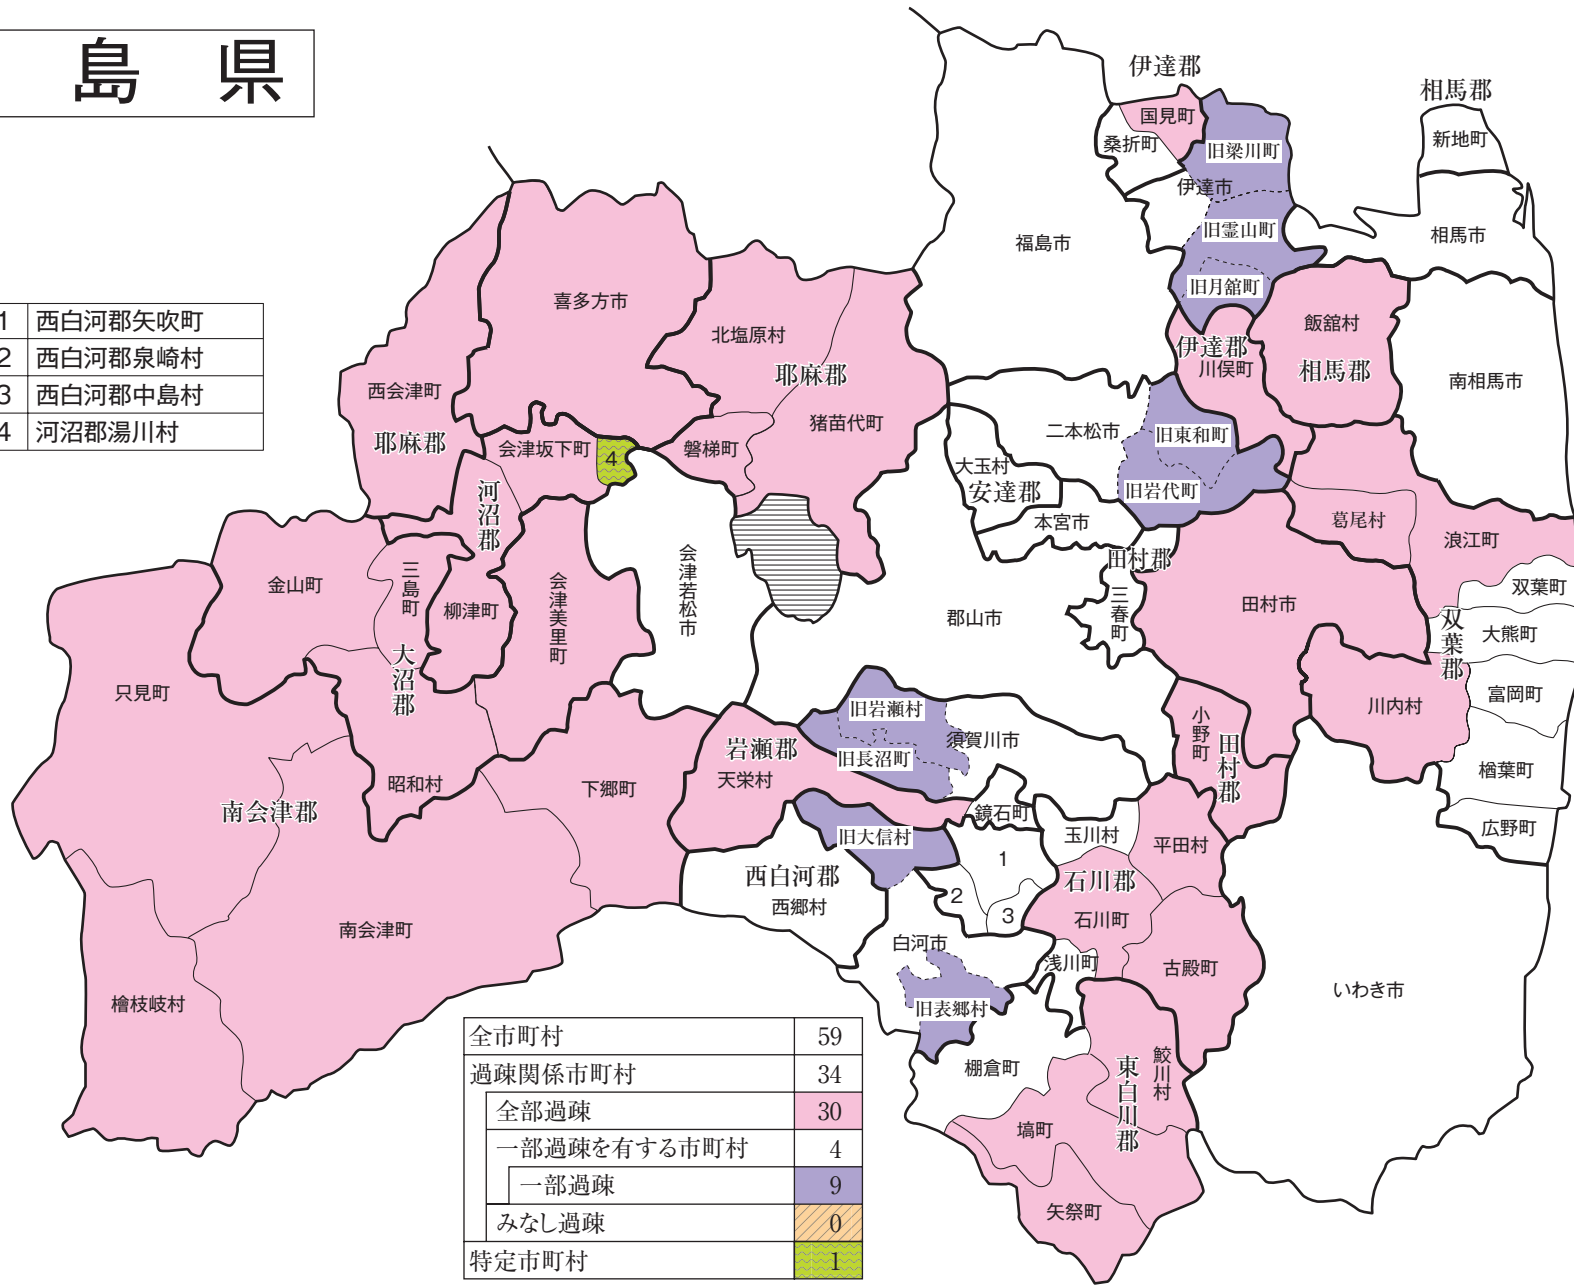 島 県
1 西白河郡矢吹町
2 西白河郡泉崎村
3 西白河郡中島村
4 河沼郡湯川村
伊達郡
国見町
桑折町
旧梁川町
伊達市
旧霊山町
旧月舘町
相馬郡
新地町
相馬市
福島市
飯舘村
相馬郡
南相馬市
伊達郡
川俣町
喜多方市
北塩原村
耶麻郡
猪苗代町
磐梯町
西会津町
耶麻郡
会津坂下町
4
河沼郡
二本松市
旧東和町
旧岩代町
大玉村
安達郡
本宮市
田村郡
三春町
葛尾村
浪江町
双葉町
大熊町
双葉郡
富岡町
楢葉町
広野町
川内村
田村市
郡山市
会津若松市
会津美里町
金山町
三島町
柳津町
大沼郡
只見町
昭和村
南会津郡
下郷町
南会津町
檜枝岐村
岩瀬郡
天栄村
旧岩瀬村
旧長沼町
須賀川市
鏡石町
小野町
田村郡
玉川村
平田村
石川郡
石川町
古殿町
浅川町
旧大信村
西白河郡
西郷村
1
2
3
白河市
旧表郷村
棚倉町
鮫川村
東白川郡
塙町
矢祭町
いわき市
全市町村 59
過疎関係市町村 34
全部過疎 30
一部過疎を有する市町村 4
一部過疎 9
みなし過疎 0
特定市町村 1